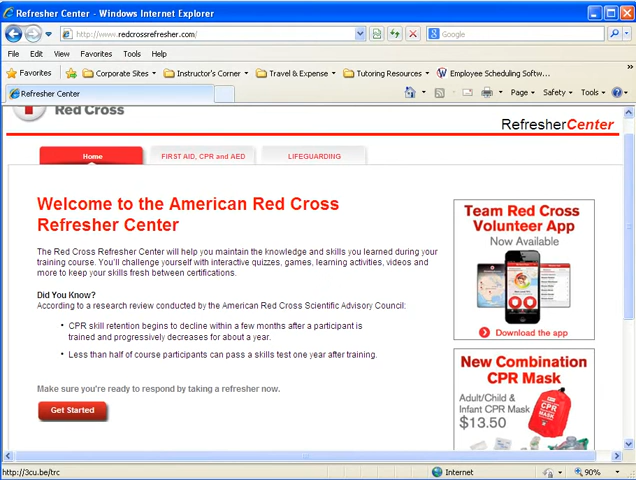 Refresher Center - Windows Internet Explorer
http://www.redcrossrefresher.com/
Google
File Edit View Favorites Tools Help
Favorites Corporate Sites Instructor's Corner Travel & Expense Tutoring Resources Employee Scheduling Softw...
Refresher Center
Page Safety Tools
Red Cross
RefresherCenter
Home FIRST AID, CPR and AED LIFEGUARDING
Welcome to the American Red Cross
Refresher Center
The Red Cross Refresher Center will help you maintain the knowledge and skills you learned during your
training course. You'll challenge yourself with interactive quizzes, games, learning activities, videos and
more to keep your skills fresh between certifications.
Did You Know?
According to a research review conducted by the American Red Cross Scientific Advisory Council:
• CPR skill retention begins to decline within a few months after a participant is
trained and progressively decreases for about a year.
• Less than half of course participants can pass a skills test one year after training.
Make sure you're ready to respond by taking a refresher now.
Get Started
Team Red Cross
Volunteer App
Now Available
Download the app
New Combination
CPR Mask
Adult/Child &
Infant CPR Mask
$13.50
CPR
MASK
http://3cu.be/trc
Internet
90%